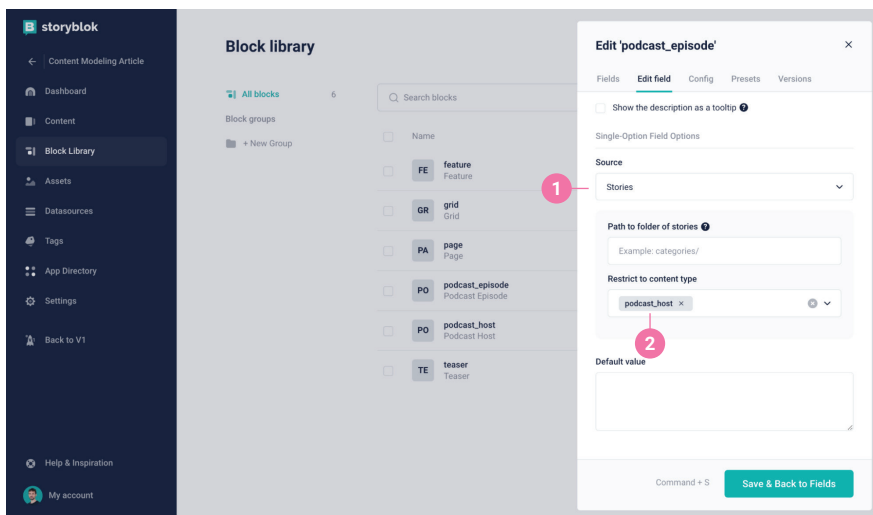 storyblok
Content Modeling Article
Dashboard
Content
Block Library
Assets
Datasources
Tags
App Directory
Settings
Back to V1
Help & Inspiration
My account
Block library
All blocks 6
Block groups
+ New Group
Search blocks
Name
FE feature
Feature
GR grid
Grid
PA page
Page
PO podcast_episode
Podcast Episode
PO podcast_host
Podcast Host
TE teaser
Teaser
Edit 'podcast_episode'
Fields Edit field Config Presets Versions
Show the description as a tooltip ?
Single-Option Field Options
Source
1
Stories
Path to folder of stories ?
Example: categories/
Restrict to content type
podcast_host ×
2
Default value
Command + S Save & Back to Fields